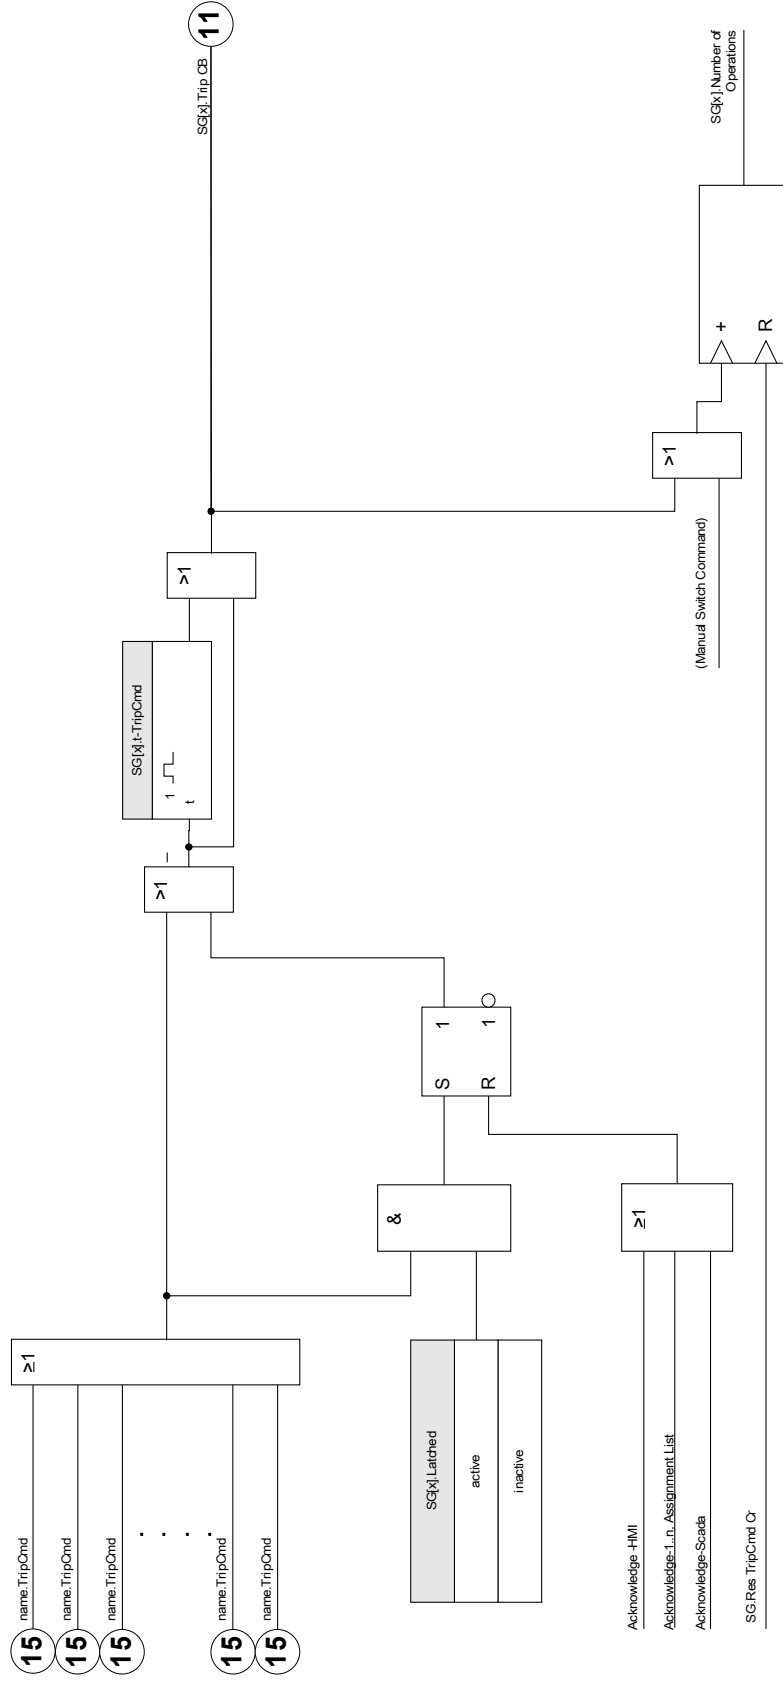 15 name.TripCmd
15 name.TripCmd
15 name.TripCmd
. . . .
15 name.TripCmd
15 name.TripCmd
≥1
SG[x].Latched
active
inactive
&
Acknowledge -HMI
Acknowledge-1..n, Assignment List
Acknowledge-Scada
≥1
SG.Res TripCmd Cr
S 1
R 1
>1
SG[x].t-TripCmd
1
t
>1
SG[x].Trip CB
11
(Manual Switch Command)
>1
+
R
SG[x].Number of
Operations